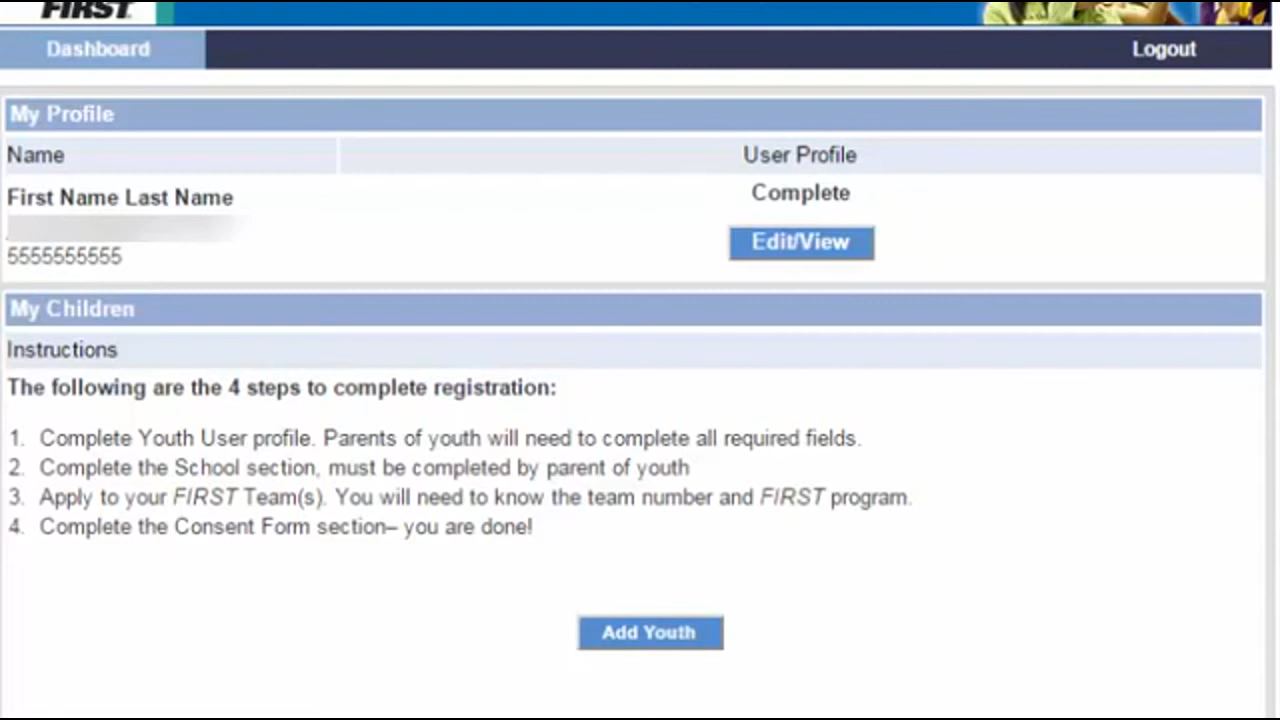 FIRST
Dashboard
Logout
My Profile
Name
User Profile
First Name Last Name
Complete
Edit/View
5555555555
My Children
Instructions
The following are the 4 steps to complete registration:
1. Complete Youth User profile. Parents of youth will need to complete all required fields.
2. Complete the School section, must be completed by parent of youth
3. Apply to your FIRST Team(s). You will need to know the team number and FIRST program.
4. Complete the Consent Form section– you are done!
Add Youth